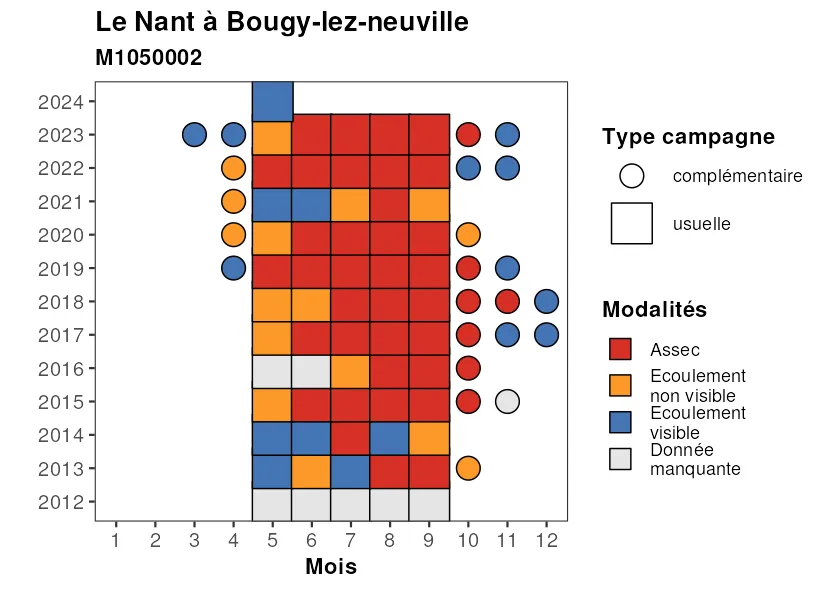 Le Nant à Bougy-lez-neuville
M1050002
2024
2023
2022
2021
2020
2019
2018
2017
2016
2015
2014
2013
2012
1 2 3 4 5 6 7 8 9 10 11 12
Mois
Type campagne
complémentaire
usuelle
Modalités
Assec
Ecoulement
non visible
Ecoulement
visible
Donnée
manquante